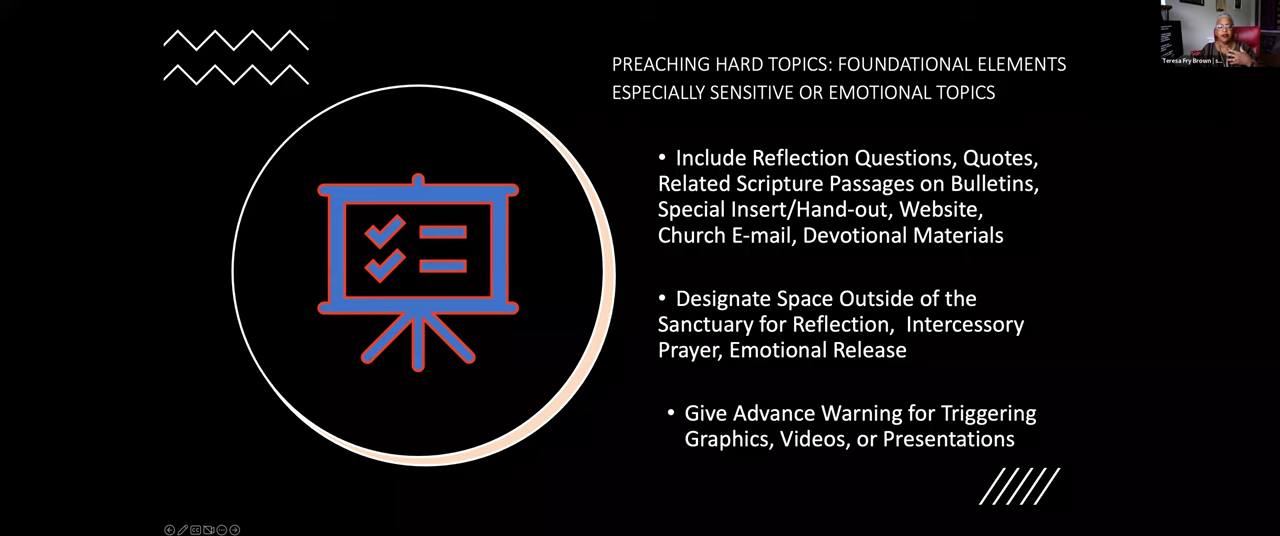 PREACHING HARD TOPICS: FOUNDATIONAL ELEMENTS
ESPECIALLY SENSITIVE OR EMOTIONAL TOPICS
• Include Reflection Questions, Quotes,
Related Scripture Passages on Bulletins,
Special Insert/Hand-out, Website,
Church E-mail, Devotional Materials
• Designate Space Outside of the
Sanctuary for Reflection, Intercessory
Prayer, Emotional Release
• Give Advance Warning for Triggering
Graphics, Videos, or Presentations
Teresa Fry Brown